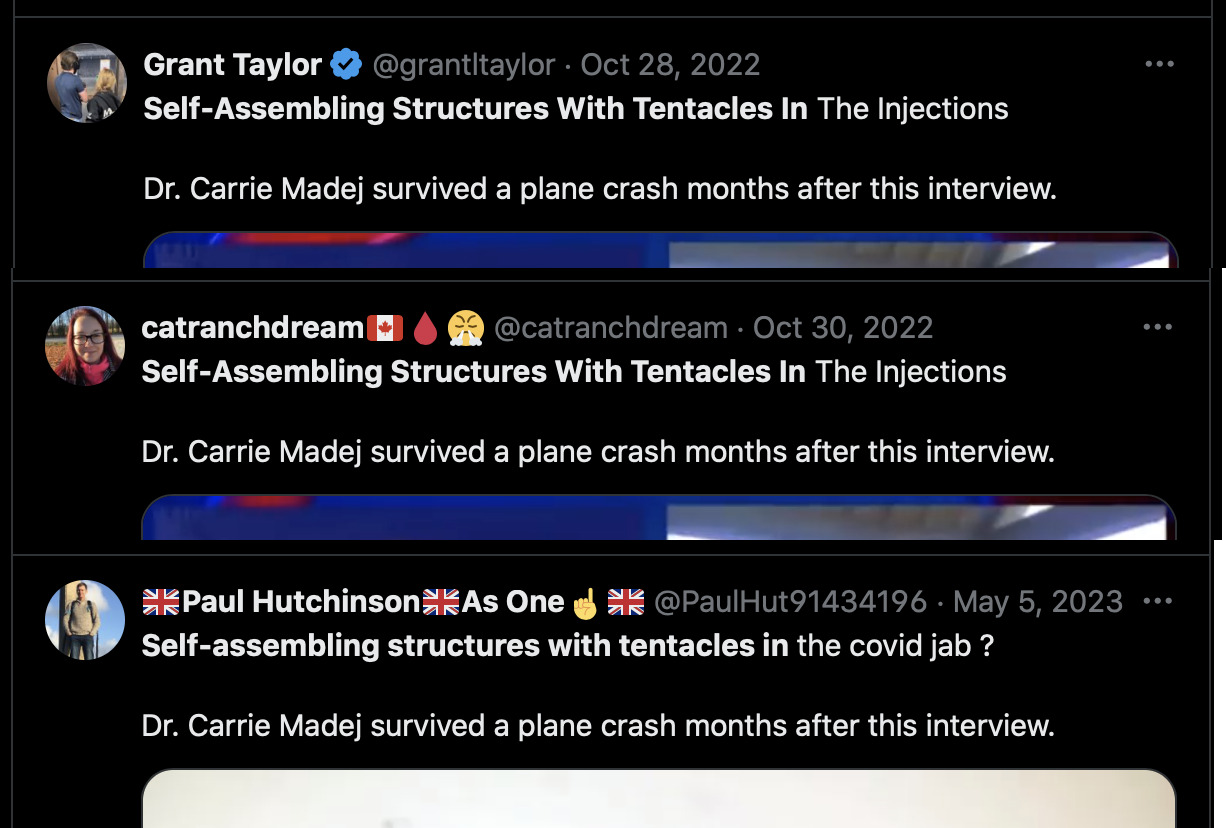 Grant Taylor @grantltaylor · Oct 28, 2022
Self-Assembling Structures With Tentacles In The Injections
Dr. Carrie Madej survived a plane crash months after this interview.
catranchdream🇨🇦🩸😤 @catranchdream · Oct 30, 2022
Self-Assembling Structures With Tentacles In The Injections
Dr. Carrie Madej survived a plane crash months after this interview.
🇬🇧Paul Hutchinson🇬🇧As One☝️🇬🇧 @PaulHut91434196 · May 5, 2023
Self-assembling structures with tentacles in the covid jab ?
Dr. Carrie Madej survived a plane crash months after this interview.